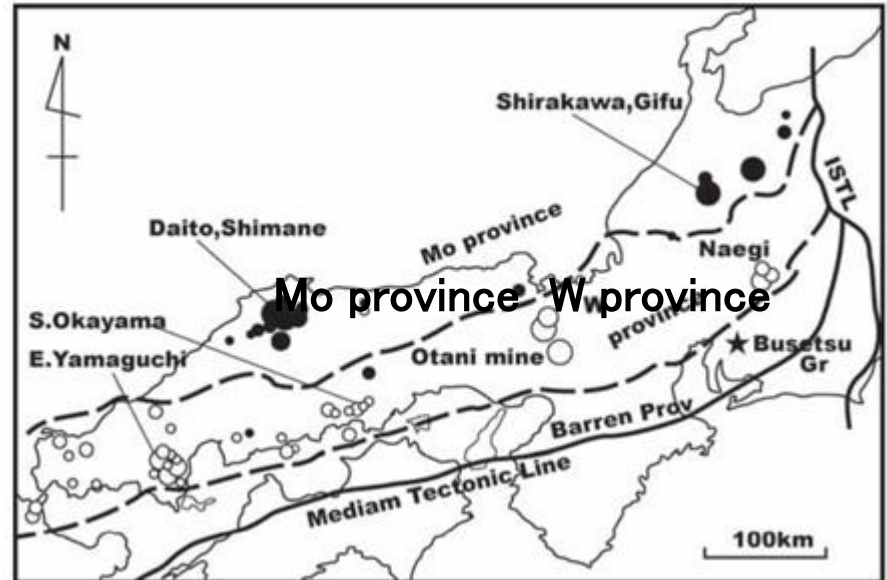 N
Shirakawa,Gifu
ISTL
Daito,Shimane
Mo province
Naegi
Mo province W province
W
province
S.Okayama
E.Yamaguchi
Otani mine
Busetsu
Gr
Barren Prov
Mediam Tectonic Line
100km